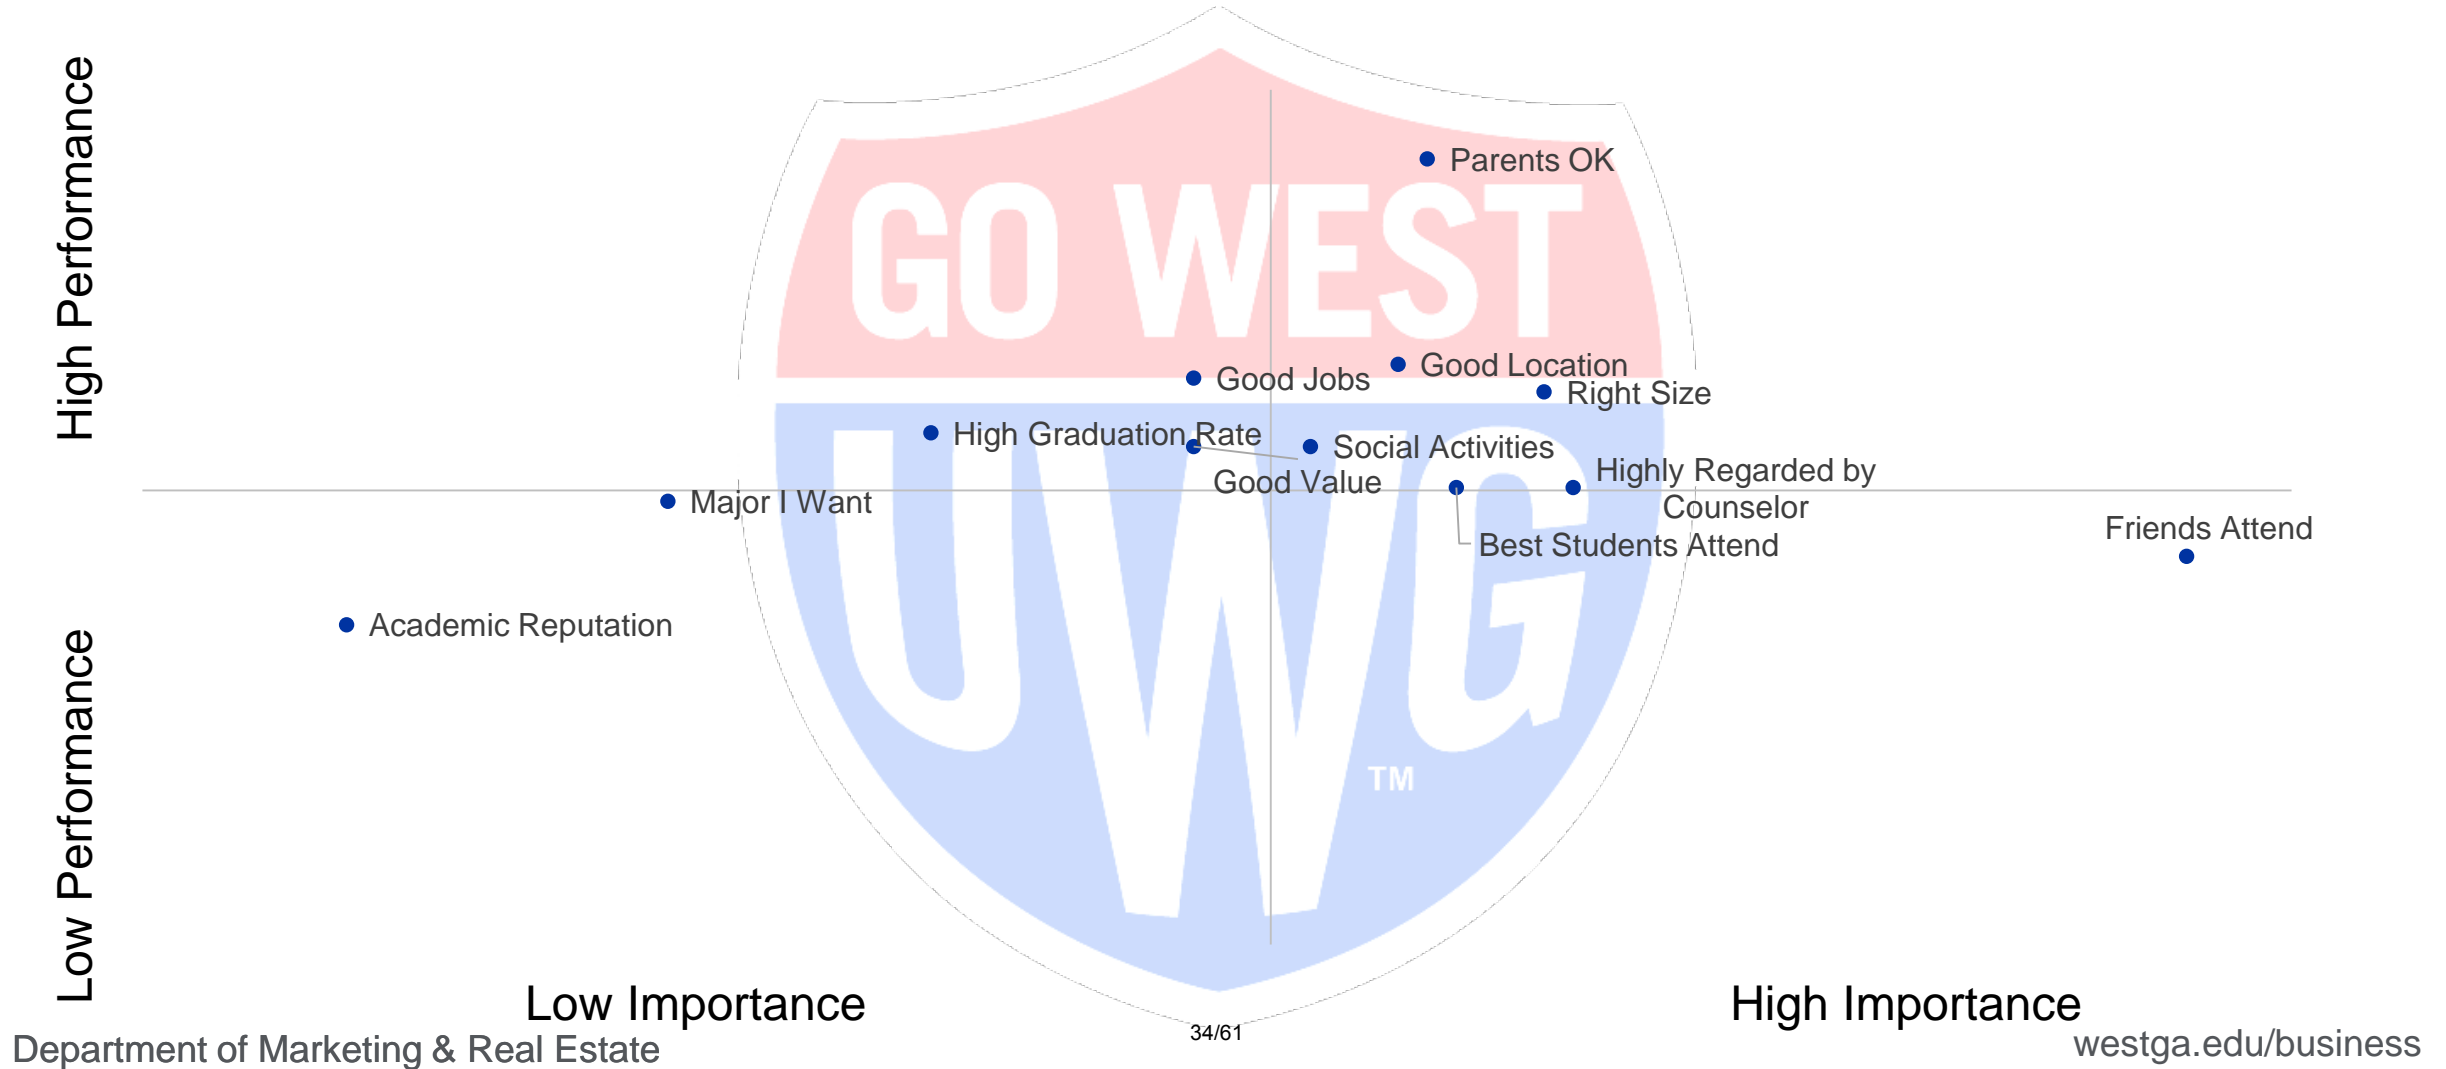 High Performance
Low Performance
GO WEST
UWG
TM
Parents OK
Good Location
Good Jobs
Right Size
High Graduation Rate
Social Activities
Good Value
Highly Regarded by
Counselor
Major I Want
Best Students Attend
Friends Attend
Academic Reputation
Low Importance
High Importance
34/61
Department of Marketing & Real Estate
westga.edu/business